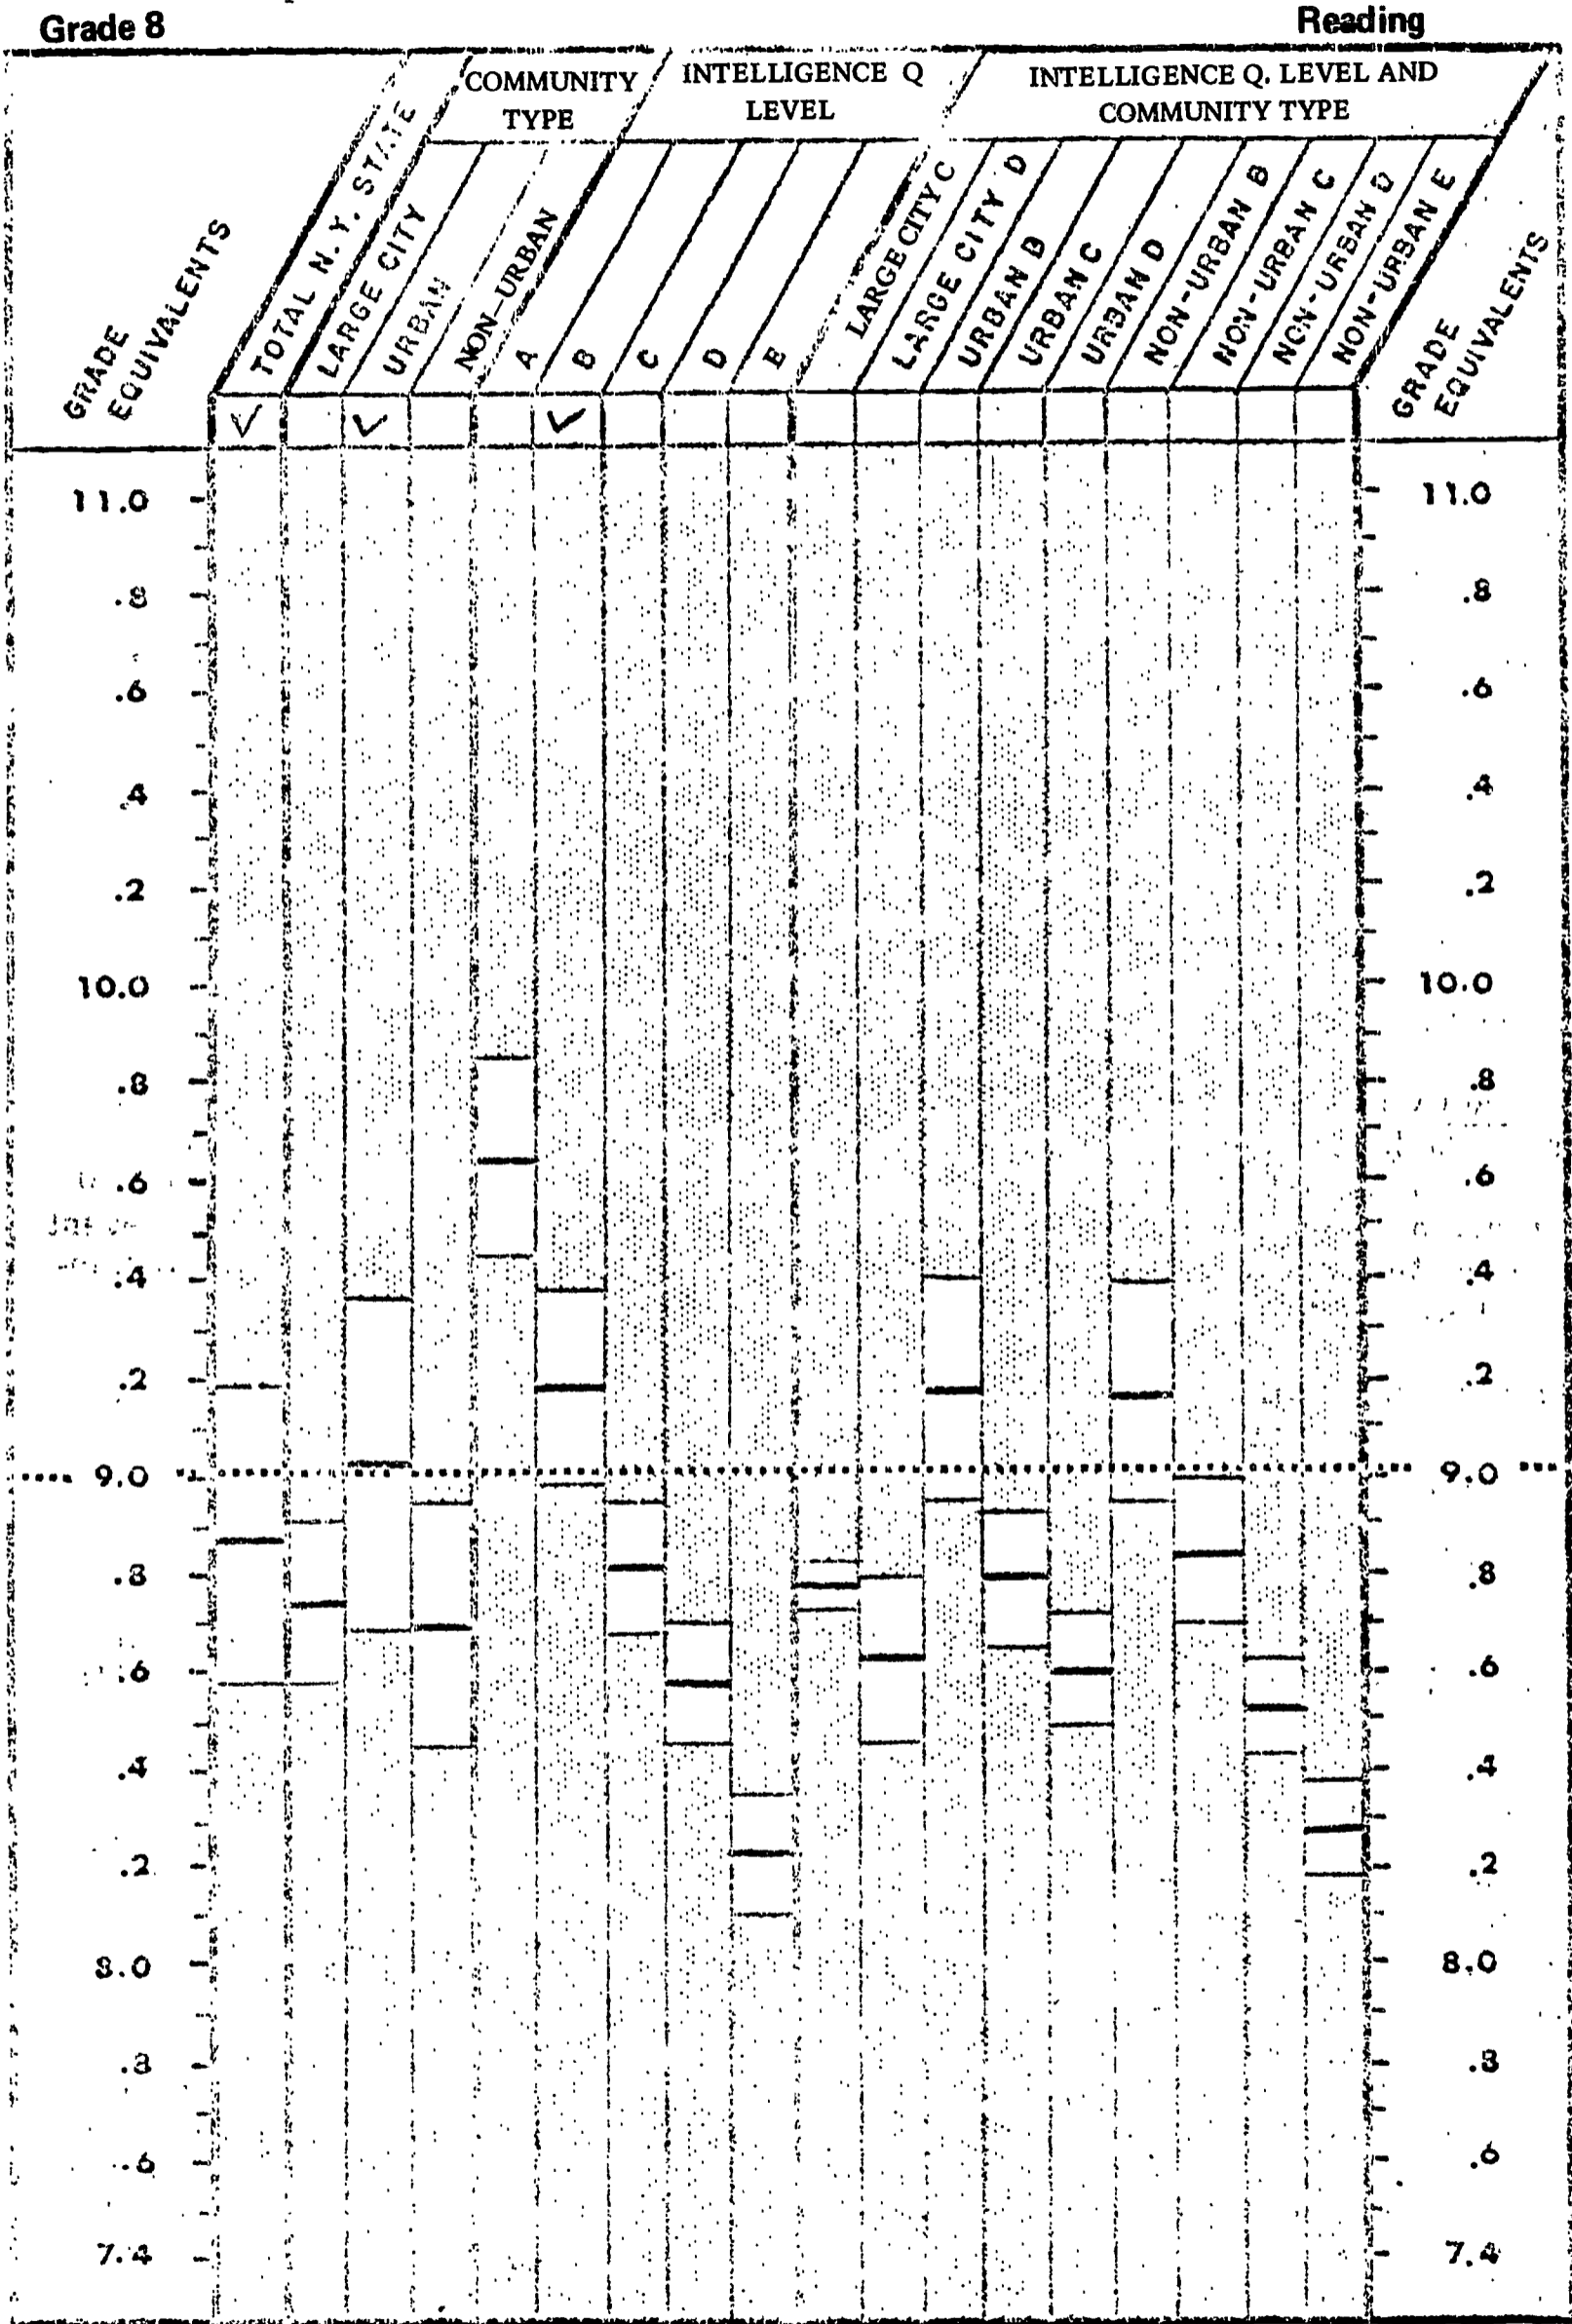 Grade 8
Reading
COMMUNITY
TYPE
INTELLIGENCE Q
LEVEL
INTELLIGENCE Q. LEVEL AND
COMMUNITY TYPE
GRADE
EQUIVALENTS
TOTAL N. Y. STATE
LARGE CITY
URBAN
NON-URBAN
A
B
C
D
E
LARGE CITY C
LARGE CITY D
URBAN B
URBAN C
URBAN D
NON-URBAN B
NON-URBAN C
NON-URBAN D
NON-URBAN E
GRADE
EQUIVALENTS
11.0 11.0
.8 .8
.6 .6
.4 .4
.2 .2
10.0 10.0
.8 .8
.6 .6
.4 .4
.2 .2
9.0 9.0
.8 .8
.6 .6
.4 .4
.2 .2
8.0 8.0
.8 .8
.6 .6
7.4 7.4